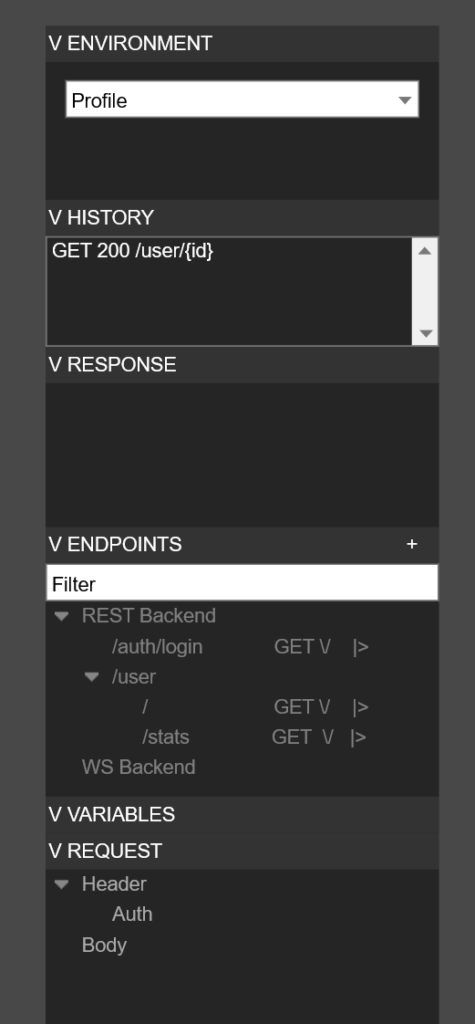 V ENVIRONMENT
Profile
V HISTORY
GET 200 /user/{id}
V RESPONSE
V ENDPOINTS +
Filter
REST Backend
/auth/login GET \/ |>
/user
/ GET \/ |>
/stats GET \/ |>
WS Backend
V VARIABLES
V REQUEST
Header
Auth
Body